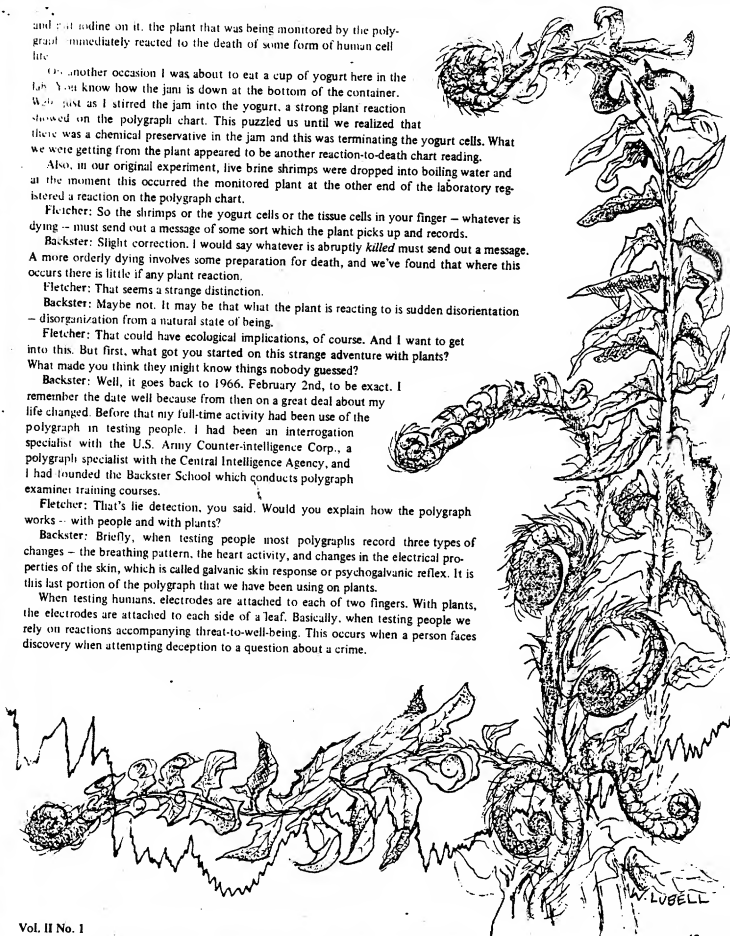 and put iodine on it, the plant that was being monitored by the poly-
graph immediately reacted to the death of some form of human cell
life.
On another occasion I was about to eat a cup of yogurt here in the
lab. You know how the jam is down at the bottom of the container.
Well just as I stirred the jam into the yogurt, a strong plant reaction
showed on the polygraph chart. This puzzled us until we realized that
there was a chemical preservative in the jam and this was terminating the yogurt cells. What
we were getting from the plant appeared to be another reaction-to-death chart reading.
Also, in our original experiment, live brine shrimps were dropped into boiling water and
at the moment this occurred the monitored plant at the other end of the laboratory reg-
istered a reaction on the polygraph chart.
Fletcher: So the shrimps or the yogurt cells or the tissue cells in your finger – whatever is
dying -- must send out a message of some sort which the plant picks up and records.
Backster: Slight correction. I would say whatever is abruptly killed must send out a message.
A more orderly dying involves some preparation for death, and we've found that where this
occurs there is little if any plant reaction.
Fletcher: That seems a strange distinction.
Backster: Maybe not. It may be that what the plant is reacting to is sudden disorientation
– disorganization from a natural state of being.
Fletcher: That could have ecological implications, of course. And I want to get
into this. But first, what got you started on this strange adventure with plants?
What made you think they might know things nobody guessed?
Backster: Well, it goes back to 1966. February 2nd, to be exact. I
remember the date well because from then on a great deal about my
life changed. Before that my full-time activity had been use of the
polygraph in testing people. I had been an interrogation
specialist with the U.S. Army Counter-intelligence Corp., a
polygraph specialist with the Central Intelligence Agency, and
I had founded the Backster School which conducts polygraph
examiner training courses.
Fletcher: That's lie detection, you said. Would you explain how the polygraph
works -- with people and with plants?
Backster: Briefly, when testing people most polygraphs record three types of
changes – the breathing pattern, the heart activity, and changes in the electrical pro-
perties of the skin, which is called galvanic skin response or psychogalvanic reflex. It is
this last portion of the polygraph that we have been using on plants.
When testing humans, electrodes are attached to each of two fingers. With plants,
the electrodes are attached to each side of a leaf. Basically, when testing people we
rely on reactions accompanying threat-to-well-being. This occurs when a person faces
discovery when attempting deception to a question about a crime.
W. LUBELL
Vol. II No. 1